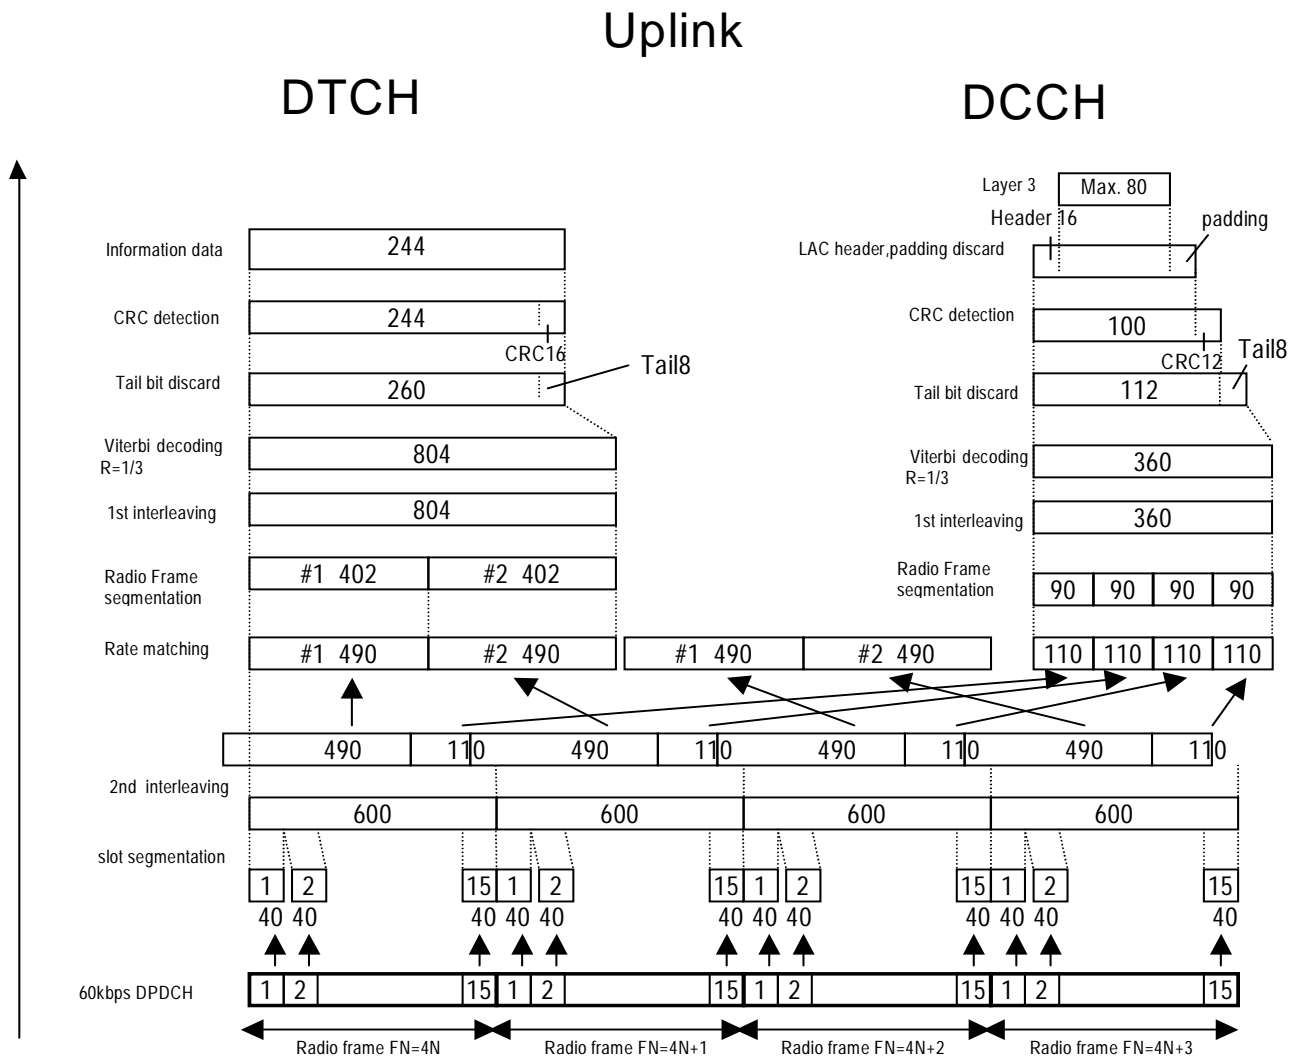 Uplink
DTCH
DCCH
Layer 3
Max. 80
Header 16
padding
Information data
244
LAC header,padding discard
CRC detection
244
CRC16
CRC detection
100
CRC12
Tail8
Tail8
Tail bit discard
260
Tail bit discard
112
Viterbi decoding
R=1/3
804
Viterbi decoding
R=1/3
360
1st interleaving
804
1st interleaving
360
Radio Frame
segmentation
#1 402
#2 402
Radio Frame
segmentation
90 90 90 90
Rate matching
#1 490
#2 490
#1 490
#2 490
110 110 110 110
490 110 490 110 490 110 490 110
2nd interleaving
600 600 600 600
slot segmentation
1 2 15 1 2 15 1 2 15 1 2 15
40 40 40 40 40 40 40 40 40 40 40 40
60kbps DPDCH
1 2 15 1 2 15 1 2 15 1 2 15
Radio frame FN=4N
Radio frame FN=4N+1
Radio frame FN=4N+2
Radio frame FN=4N+3